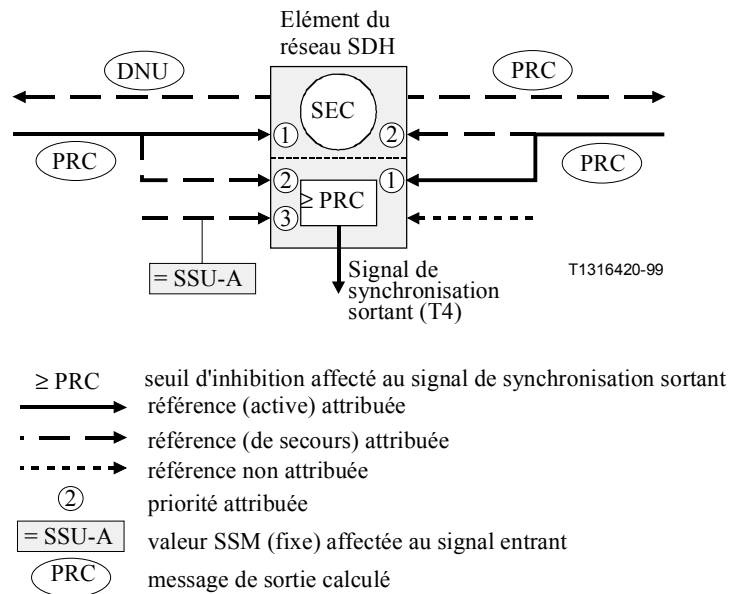 Elément du
réseau SDH
DNU
PRC
SEC
1
2
PRC
PRC
2
1
≥ PRC
3
= SSU-A
Signal de
synchronisation
sortant (T4)
T1316420-99
≥ PRC seuil d'inhibition affecté au signal de synchronisation sortant
référence (active) attribuée
référence (de secours) attribuée
référence non attribuée
2 priorité attribuée
= SSU-A valeur SSM (fixe) affectée au signal entrant
PRC message de sortie calculé